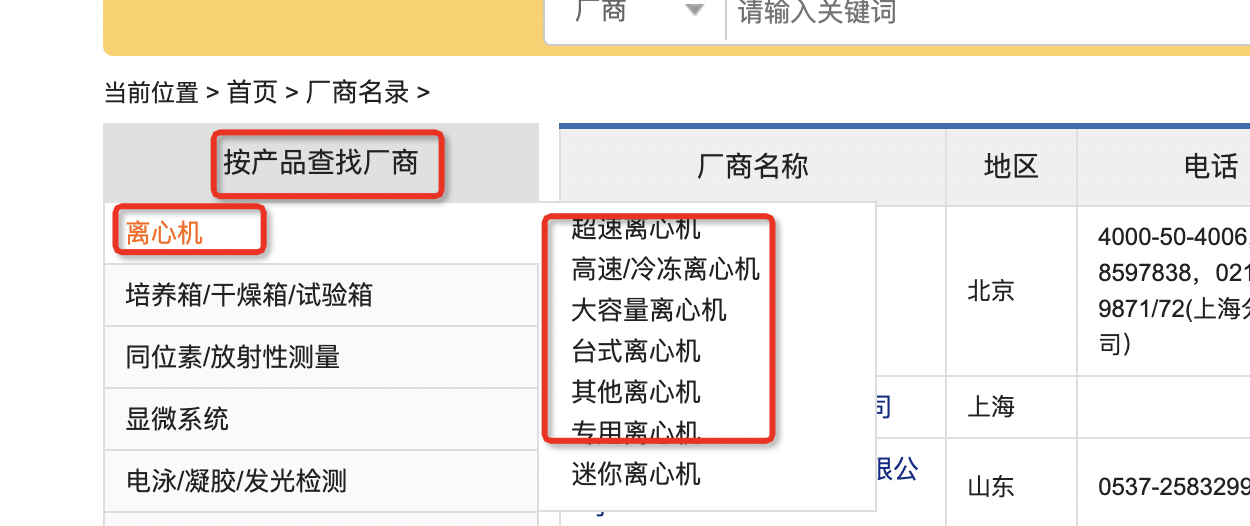 厂商
请输入关键词
当前位置 > 首页 > 厂商名录 >
按产品查找厂商
离心机
培养箱/干燥箱/试验箱
同位素/放射性测量
显微系统
电泳/凝胶/发光检测
超速离心机
高速/冷冻离心机
大容量离心机
台式离心机
其他离心机
专用离心机
迷你离心机
厂商名称 地区 电话
北京
4000-50-4006,
8597838，021
9871/72(上海分
司)
司 上海
限公
山东 0537-2583299